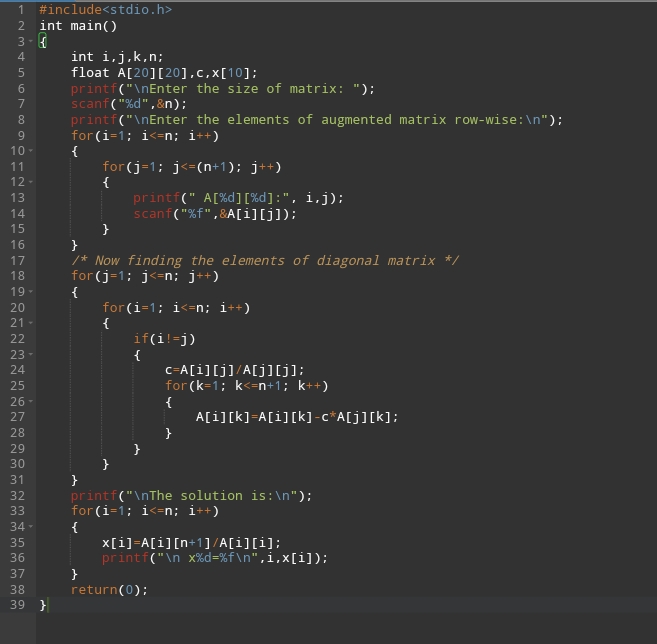 1 #include<stdio.h>
2 int main()
3 {
4     int i,j,k,n;
5     float A[20][20],c,x[10];
6     printf("\nEnter the size of matrix: ");
7     scanf("%d",&n);
8     printf("\nEnter the elements of augmented matrix row-wise:\n");
9     for(i=1; i<=n; i++)
10     {
11         for(j=1; j<=(n+1); j++)
12         {
13             printf(" A[%d][%d]:", i,j);
14             scanf("%f",&A[i][j]);
15         }
16     }
17     /* Now finding the elements of diagonal matrix */
18     for(j=1; j<=n; j++)
19     {
20         for(i=1; i<=n; i++)
21         {
22             if(i!=j)
23             {
24                 c=A[i][j]/A[j][j];
25                 for(k=1; k<=n+1; k++)
26                 {
27                     A[i][k]=A[i][k]-c*A[j][k];
28                 }
29             }
30         }
31     }
32     printf("\nThe solution is:\n");
33     for(i=1; i<=n; i++)
34     {
35         x[i]=A[i][n+1]/A[i][i];
36         printf("\n x%d=%f\n",i,x[i]);
37     }
38     return(0);
39 }